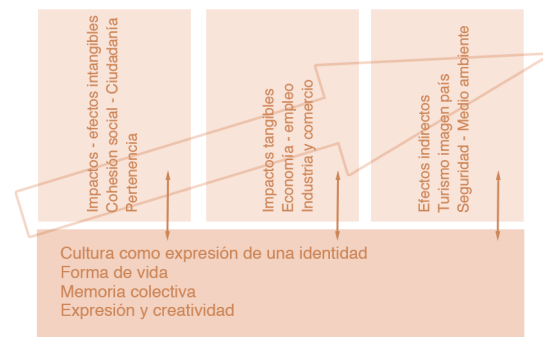 Impactos - efectos intangibles
Cohesión social - Ciudadanía
Pertenencia
Impactos tangibles
Economía - empleo
Industria y comercio
Efectos indirectos
Turismo imagen país
Seguridad - Medio ambiente
Cultura como expresión de una identidad
Forma de vida
Memoria colectiva
Expresión y creatividad